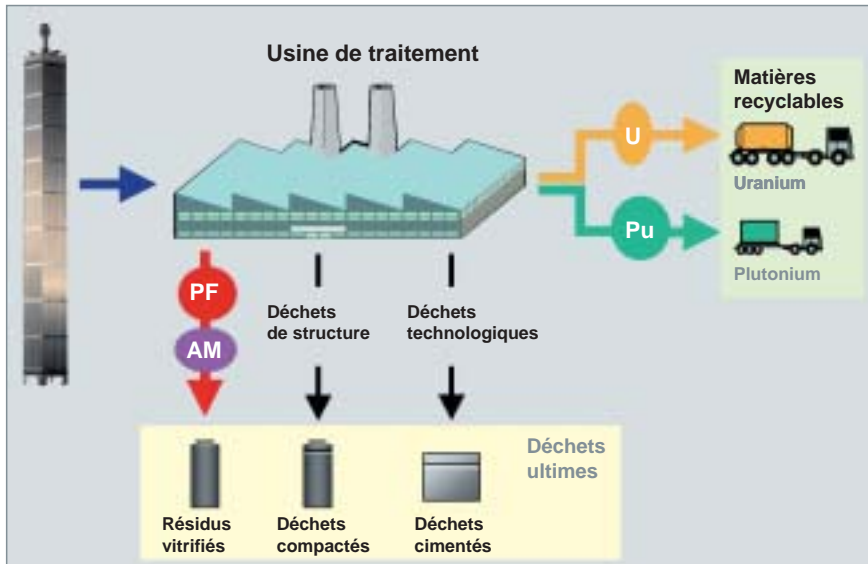 Usine de traitement
Matières
recyclables
U
Uranium
Pu
Plutonium
PF
AM
Déchets
de structure
Déchets
technologiques
Déchets
ultimes
Résidus
vitrifiés
Déchets
compactés
Déchets
cimentés